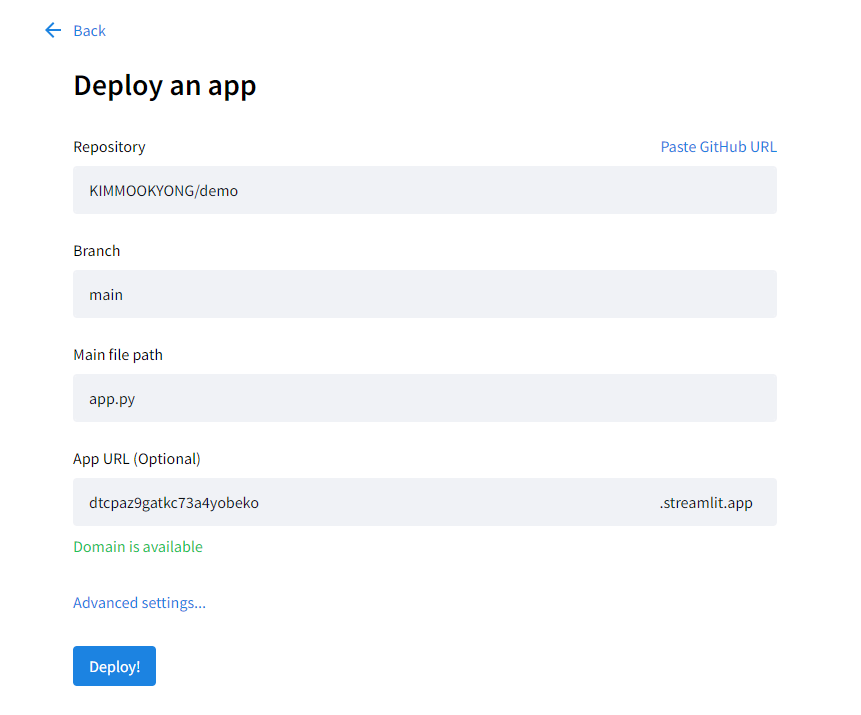 Back
Deploy an app
Repository
Paste GitHub URL
KIMMOOKYONG/demo
Branch
main
Main file path
app.py
App URL (Optional)
dtcpaz9gatkc73a4yobeko
.streamlit.app
Domain is available
Advanced settings...
Deploy!